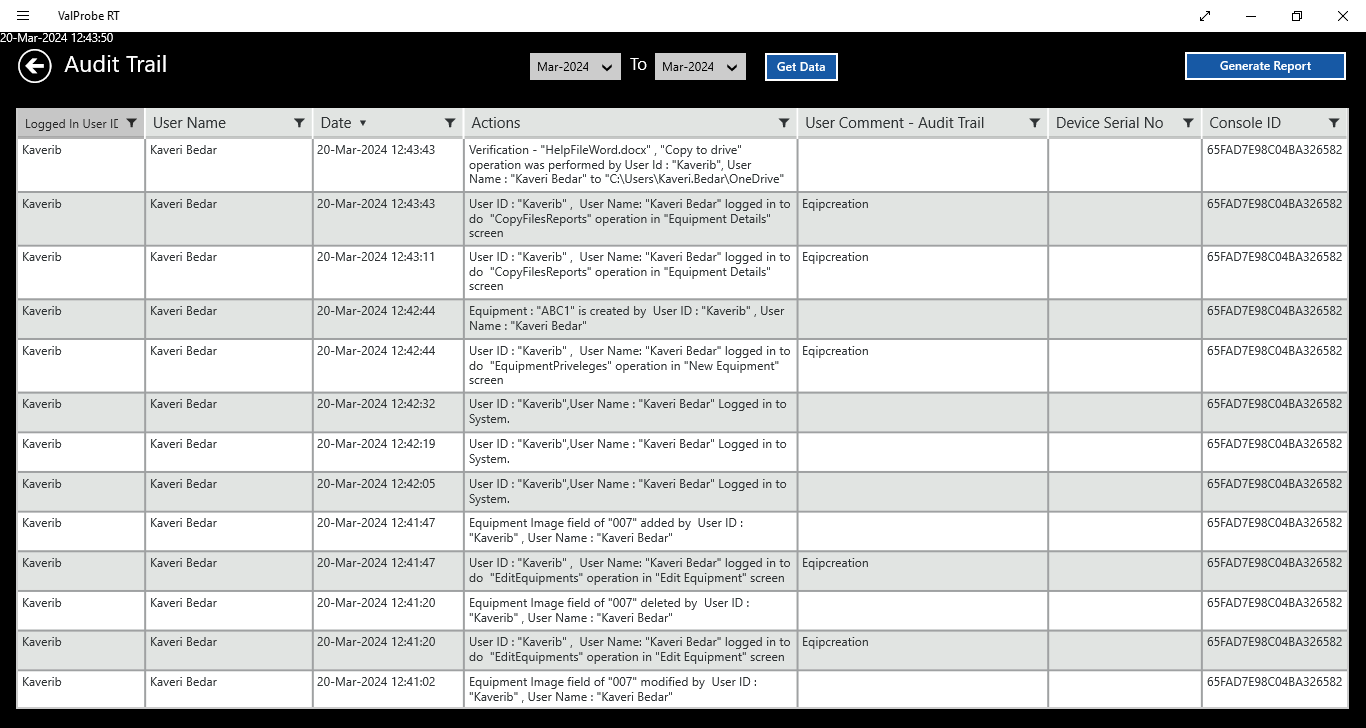 ValProbe RT
20-Mar-2024 12:43:50
Audit Trail
Mar-2024 To Mar-2024 Get Data
Generate Report
Logged In User ID User Name Date Actions User Comment - Audit Trail Device Serial No Console ID
Kaverib Kaveri Bedar 20-Mar-2024 12:43:43 Verification - "HelpFileWord.docx" , "Copy to drive" 65FAD7E98C04BA326582
operation was performed by User Id : "Kaverib", User
Name : "Kaveri Bedar" to "C:\Users\Kaveri.Bedar\OneDrive"
Kaverib Kaveri Bedar 20-Mar-2024 12:43:43 User ID : "Kaverib" , User Name: "Kaveri Bedar" logged in to Eqipcreation 65FAD7E98C04BA326582
do "CopyFilesReports" operation in "Equipment Details"
screen
Kaverib Kaveri Bedar 20-Mar-2024 12:43:11 User ID : "Kaverib" , User Name: "Kaveri Bedar" logged in to Eqipcreation 65FAD7E98C04BA326582
do "CopyFilesReports" operation in "Equipment Details"
screen
Kaverib Kaveri Bedar 20-Mar-2024 12:42:44 Equipment : "ABC1" is created by User ID : "Kaverib" , User 65FAD7E98C04BA326582
Name : "Kaveri Bedar"
Kaverib Kaveri Bedar 20-Mar-2024 12:42:44 User ID : "Kaverib" , User Name: "Kaveri Bedar" logged in to Eqipcreation 65FAD7E98C04BA326582
do "EquipmentPriveleges" operation in "New Equipment"
screen
Kaverib Kaveri Bedar 20-Mar-2024 12:42:32 User ID : "Kaverib",User Name : "Kaveri Bedar" Logged in to 65FAD7E98C04BA326582
System.
Kaverib Kaveri Bedar 20-Mar-2024 12:42:19 User ID : "Kaverib",User Name : "Kaveri Bedar" Logged in to 65FAD7E98C04BA326582
System.
Kaverib Kaveri Bedar 20-Mar-2024 12:42:05 User ID : "Kaverib",User Name : "Kaveri Bedar" Logged in to 65FAD7E98C04BA326582
System.
Kaverib Kaveri Bedar 20-Mar-2024 12:41:47 Equipment Image field of "007" added by User ID : 65FAD7E98C04BA326582
"Kaverib" , User Name : "Kaveri Bedar"
Kaverib Kaveri Bedar 20-Mar-2024 12:41:47 User ID : "Kaverib" , User Name: "Kaveri Bedar" logged in to Eqipcreation 65FAD7E98C04BA326582
do "EditEquipments" operation in "Edit Equipment" screen
Kaverib Kaveri Bedar 20-Mar-2024 12:41:20 Equipment Image field of "007" deleted by User ID : 65FAD7E98C04BA326582
"Kaverib" , User Name : "Kaveri Bedar"
Kaverib Kaveri Bedar 20-Mar-2024 12:41:20 User ID : "Kaverib" , User Name: "Kaveri Bedar" logged in to Eqipcreation 65FAD7E98C04BA326582
do "EditEquipments" operation in "Edit Equipment" screen
Kaverib Kaveri Bedar 20-Mar-2024 12:41:02 Equipment Image field of "007" modified by User ID : 65FAD7E98C04BA326582
"Kaverib" , User Name : "Kaveri Bedar"